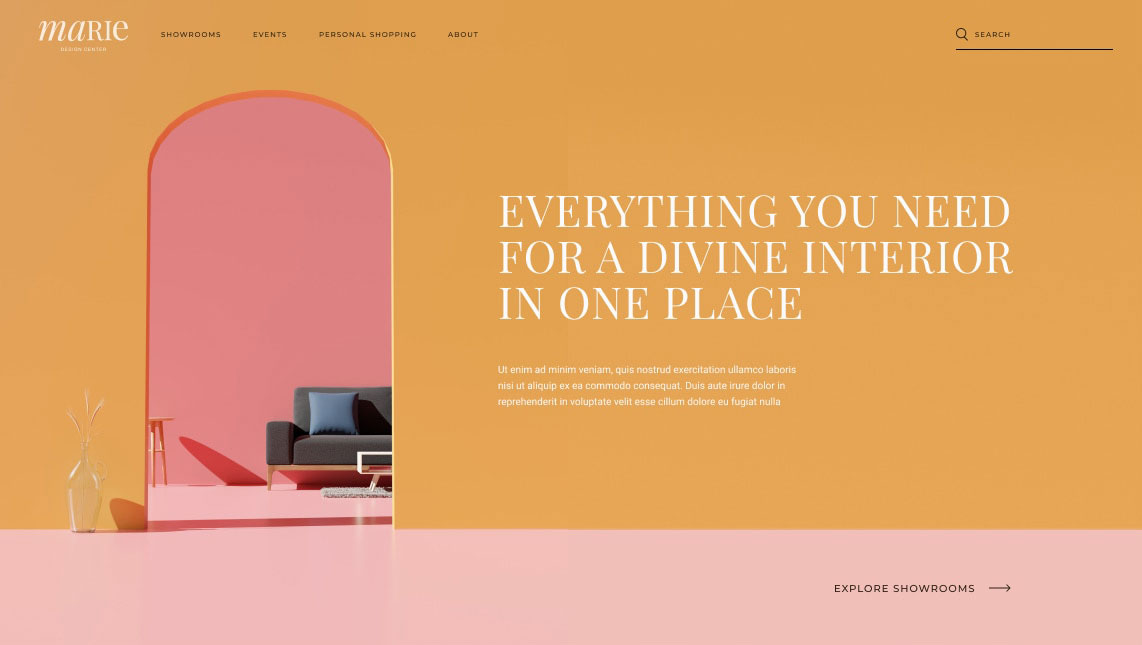 maRIE
DESIGN CENTER
SHOWROOMS EVENTS PERSONAL SHOPPING ABOUT
SEARCH
EVERYTHING YOU NEED
FOR A DIVINE INTERIOR
IN ONE PLACE
Ut enim ad minim veniam, quis nostrud exercitation ullamco laboris
nisi ut aliquip ex ea commodo consequat. Duis aute irure dolor in
reprehenderit in voluptate velit esse cillum dolore eu fugiat nulla
EXPLORE SHOWROOMS